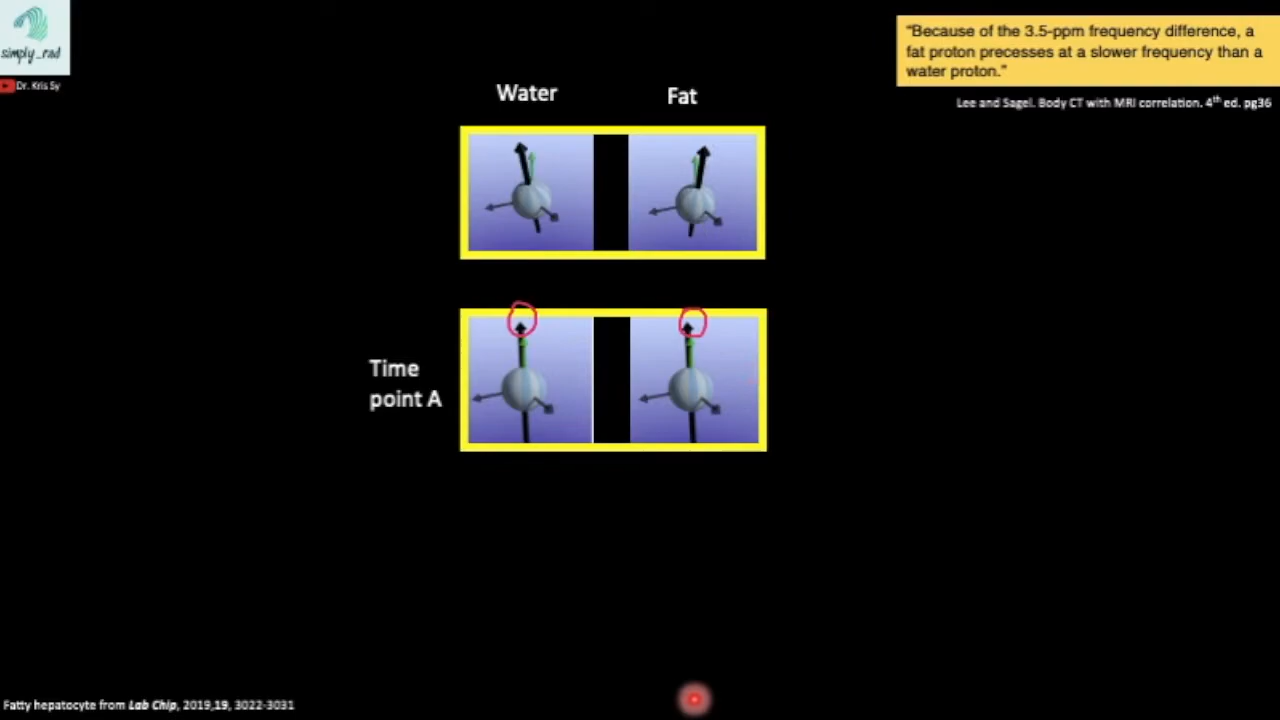 simply_rad
Dr. Kris Sy
"Because of the 3.5-ppm frequency difference, a
fat proton precesses at a slower frequency than a
water proton."
Lee and Sagel. Body CT with MRI correlation. 4th ed. pg36
Water
Fat
Time
point A
Fatty hepatocyte from Lab Chip, 2019,19, 3022-3031